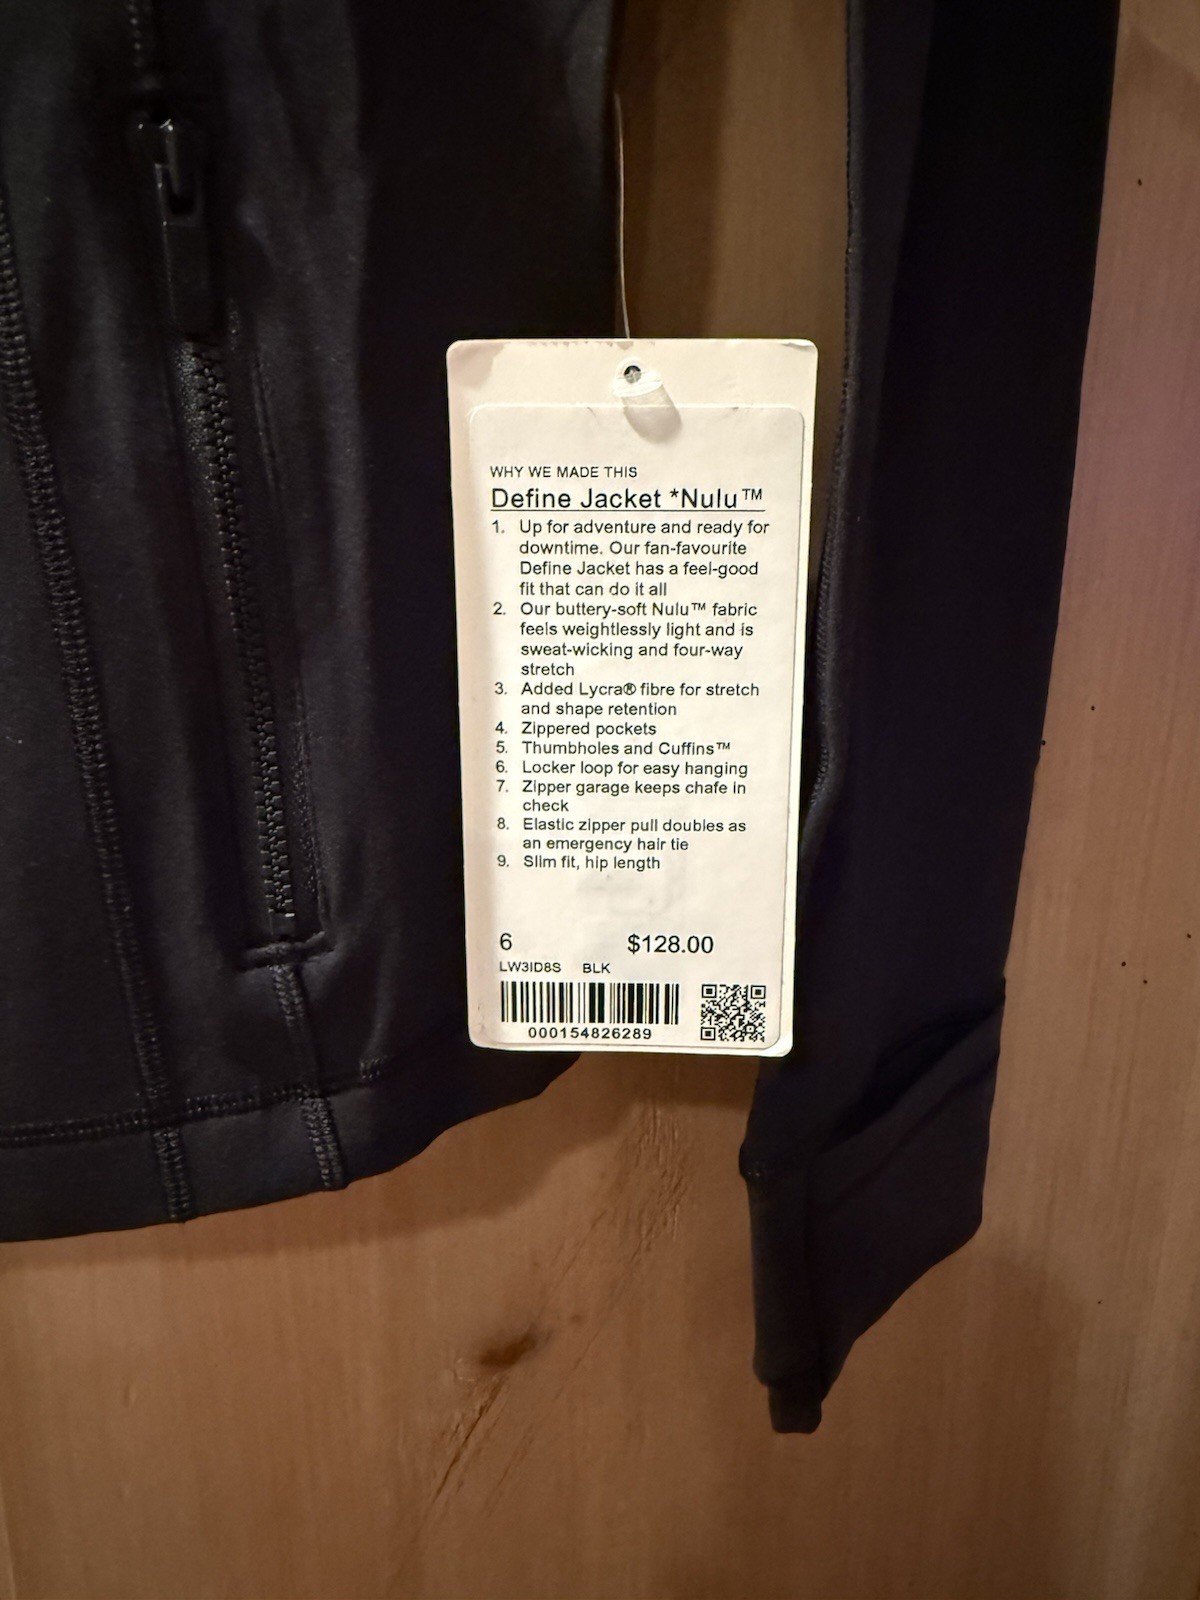 WHY WE MADE THIS
Define Jacket *Nulu™
1. Up for adventure and ready for
downtime. Our fan-favourite
Define Jacket has a feel-good
fit that can do it all
2. Our buttery-soft Nulu™ fabric
feels weightlessly light and is
sweat-wicking and four-way
stretch
3. Added Lycra® fibre for stretch
and shape retention
4. Zippered pockets
5. Thumbholes and Cuffins™
6. Locker loop for easy hanging
7. Zipper garage keeps chafe in
check
8. Elastic zipper pull doubles as
an emergency hair tie
9. Slim fit, hip length
6 $128.00
LW3ID8S BLK
000154826289